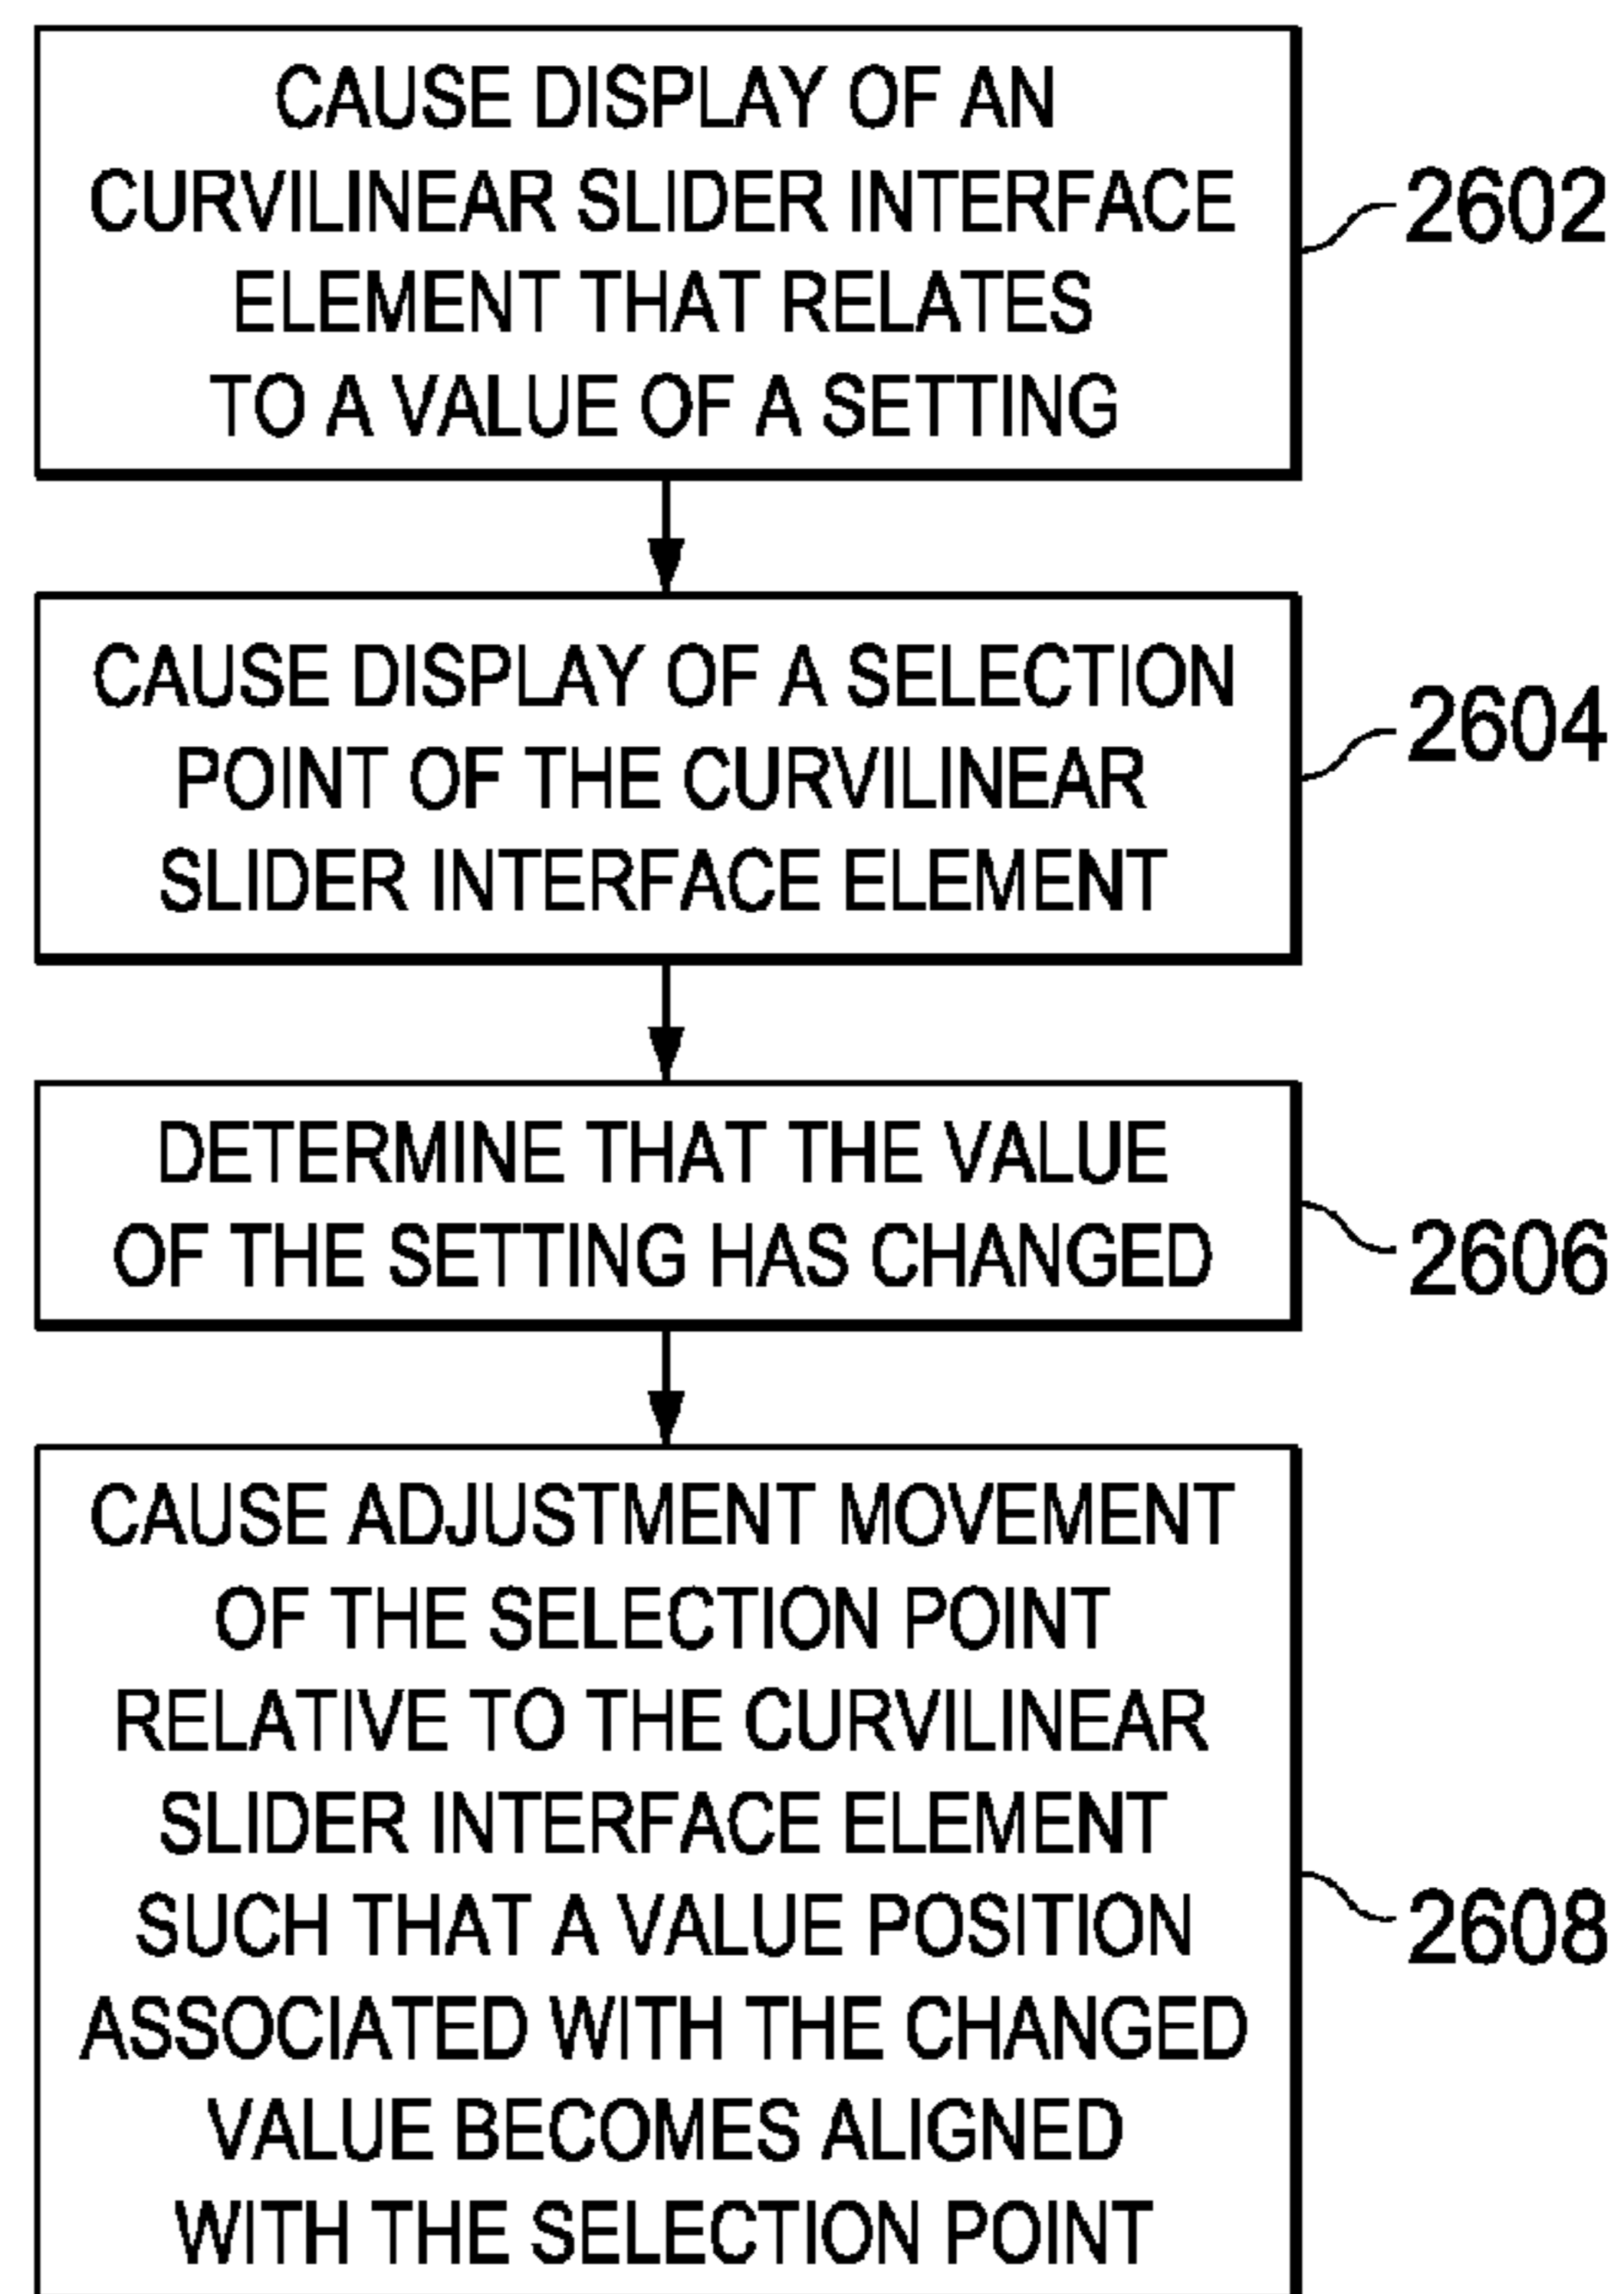 CAUSE DISPLAY OF AN
CURVILINEAR SLIDER INTERFACE
ELEMENT THAT RELATES
TO A VALUE OF A SETTING
2602
CAUSE DISPLAY OF A SELECTION
POINT OF THE CURVILINEAR
SLIDER INTERFACE ELEMENT
2604
DETERMINE THAT THE VALUE
OF THE SETTING HAS CHANGED
2606
CAUSE ADJUSTMENT MOVEMENT
OF THE SELECTION POINT
RELATIVE TO THE CURVILINEAR
SLIDER INTERFACE ELEMENT
SUCH THAT A VALUE POSITION
ASSOCIATED WITH THE CHANGED
VALUE BECOMES ALIGNED
WITH THE SELECTION POINT
2608